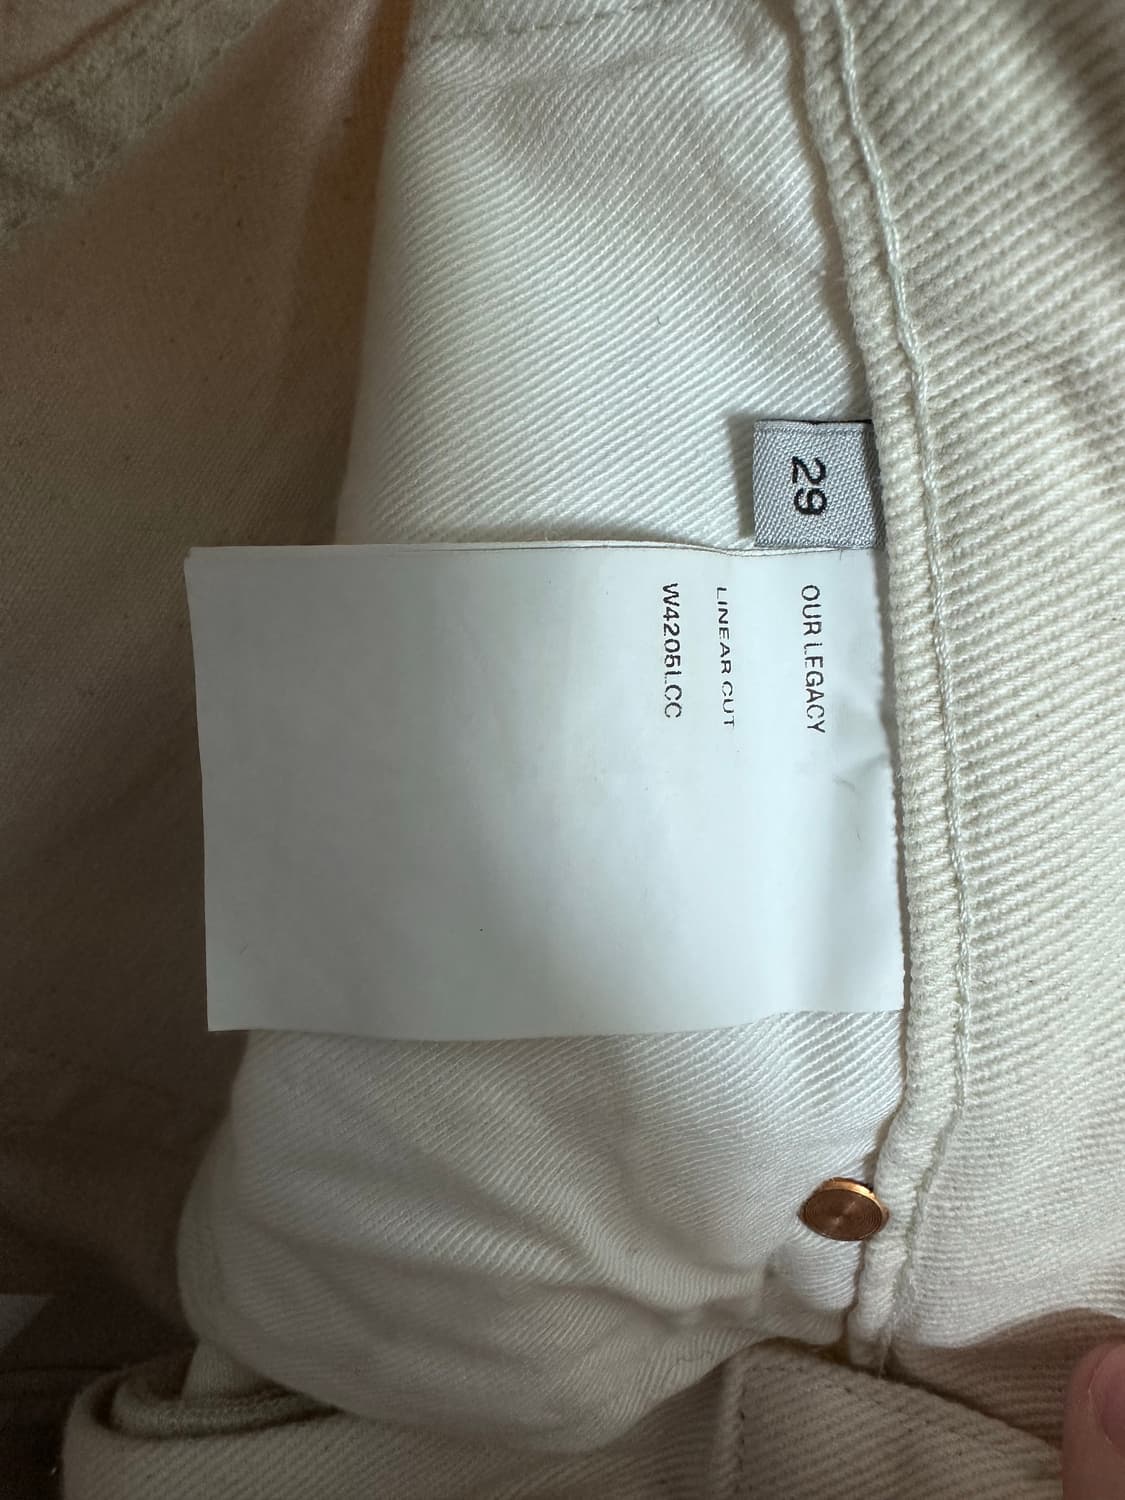 29
OUR LEGACY
LINEAR CUT
W4205LCC